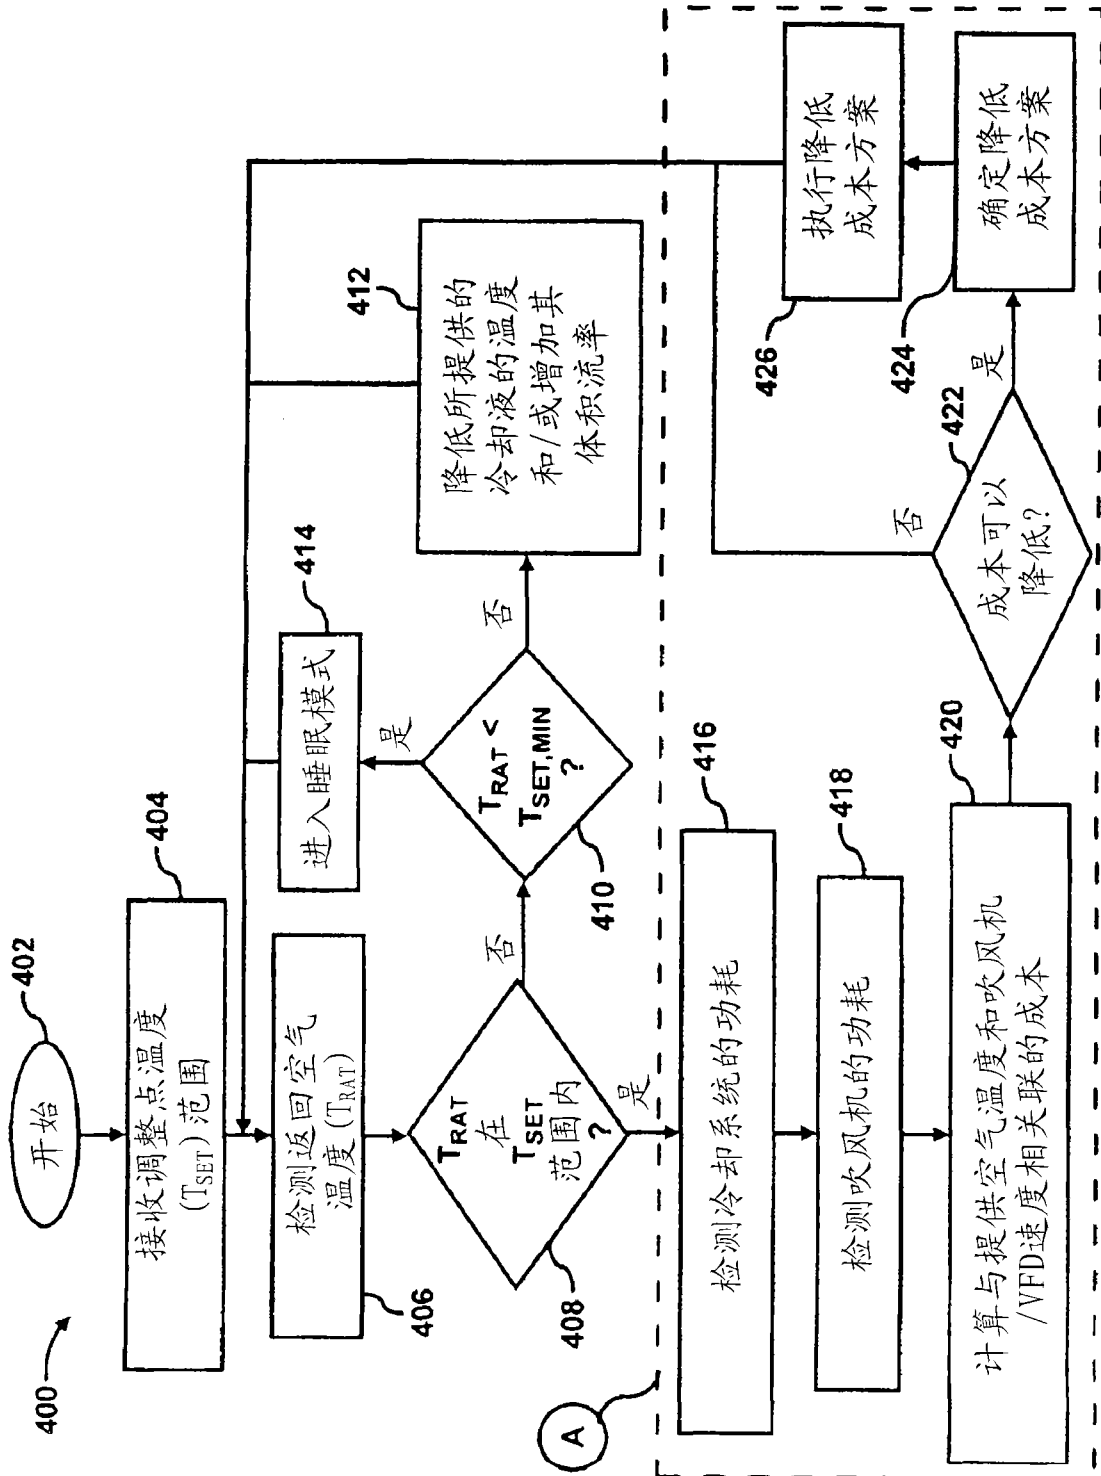 400
402
开始
404
接收调整点温度
(TSET)范围
406
检测返回空气
温度(TRAT)
408
TRAT
在
TSET
范围内
?
否
是
410
TRAT <
TSET,MIN
?
是
否
414
进入睡眠模式
412
降低所提供的
冷却液的温度
和/或增加其
体积流率
A
416
检测冷却系统的功耗
418
检测吹风机的功耗
420
计算与提供空气温度和吹风机
/VFD速度相关联的成本
422
成本可以
降低?
否
是
424
确定降低
成本方案
426
执行降低
成本方案